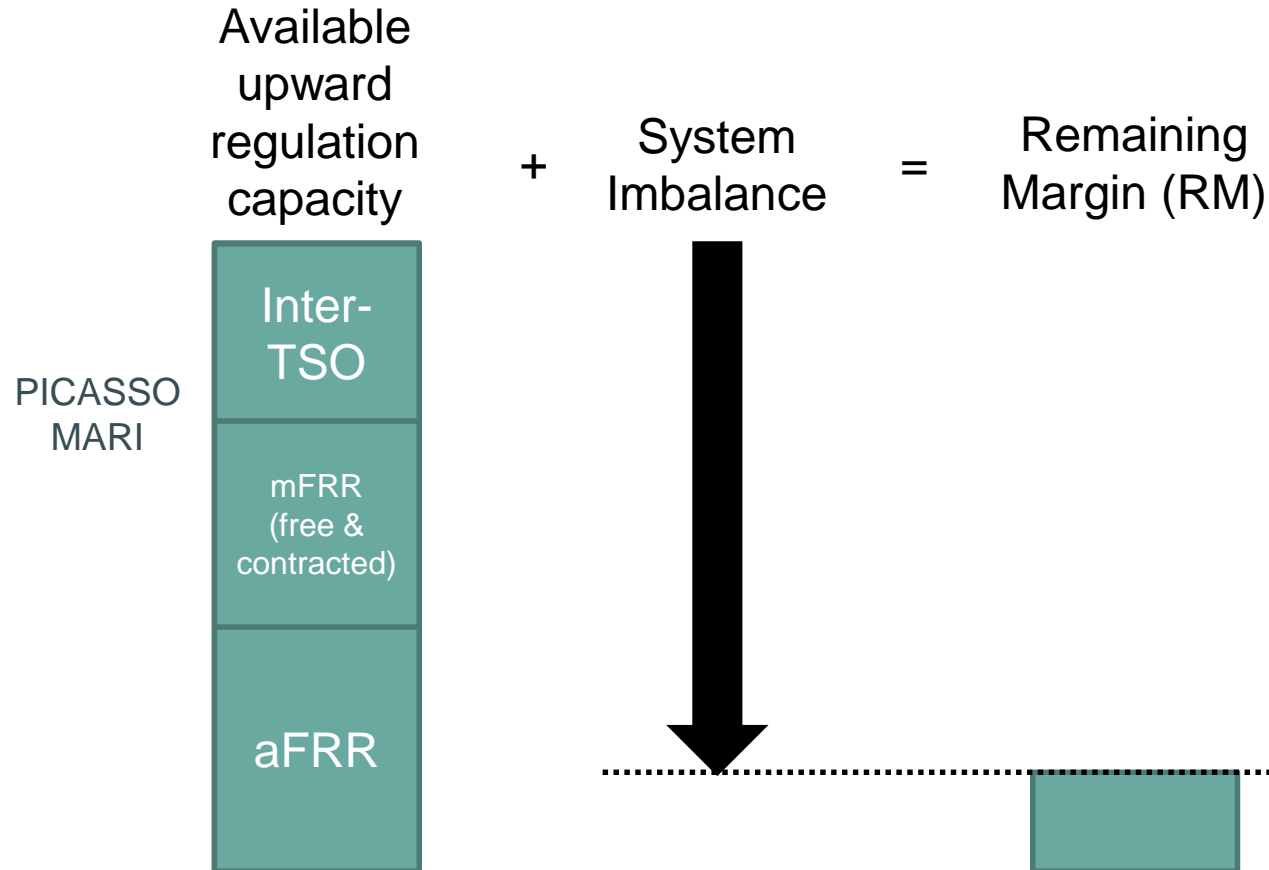 Available
upward
regulation
capacity
+
System
Imbalance
=
Remaining
Margin (RM)
PICASSO
MARI
Inter-
TSO
mFRR
(free &
contracted)
aFRR